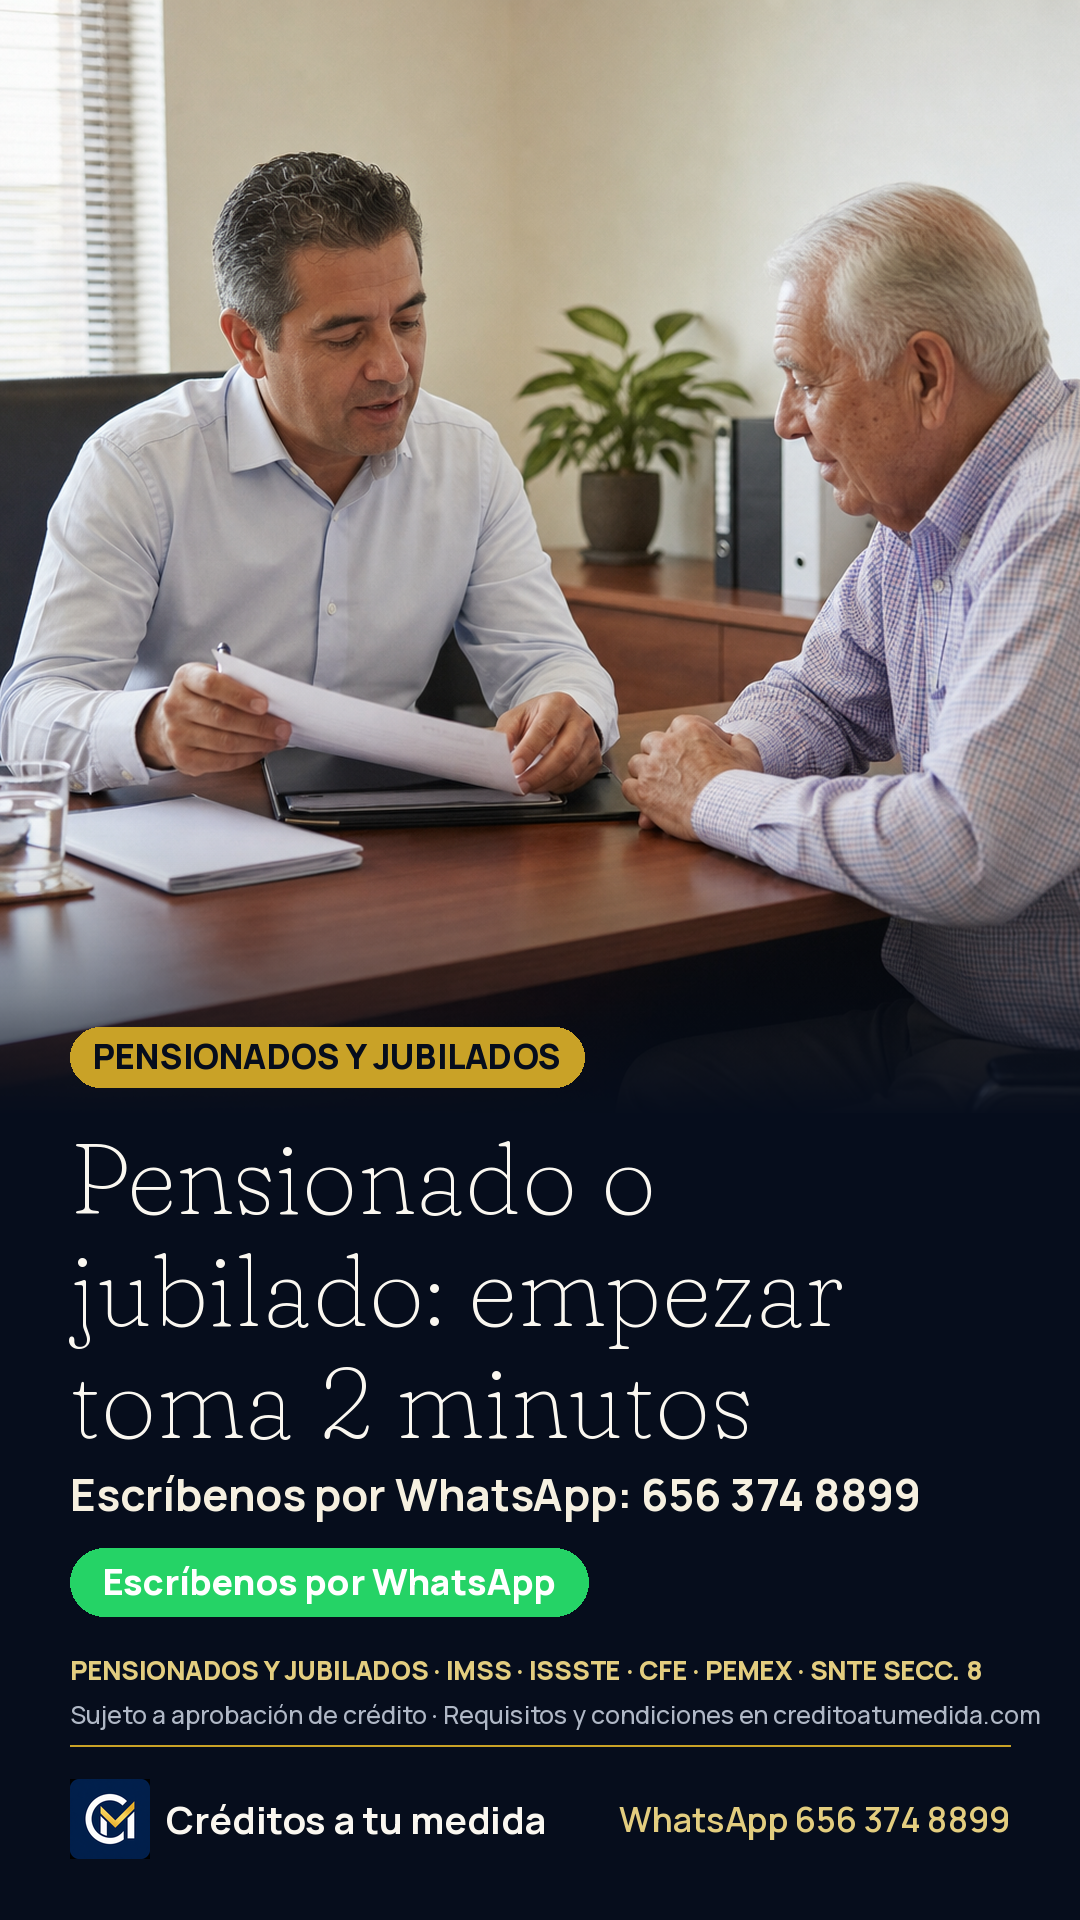 PENSIONADOS Y JUBILADOS
Pensionado o
jubilado: empezar
toma 2 minutos
Escríbenos por WhatsApp: 656 374 8899
Escríbenos por WhatsApp
PENSIONADOS Y JUBILADOS · IMSS · ISSSTE · CFE · PEMEX · SNTE SECC. 8
Sujeto a aprobación de crédito · Requisitos y condiciones en creditoatumedida.com
Créditos a tu medida
WhatsApp 656 374 8899